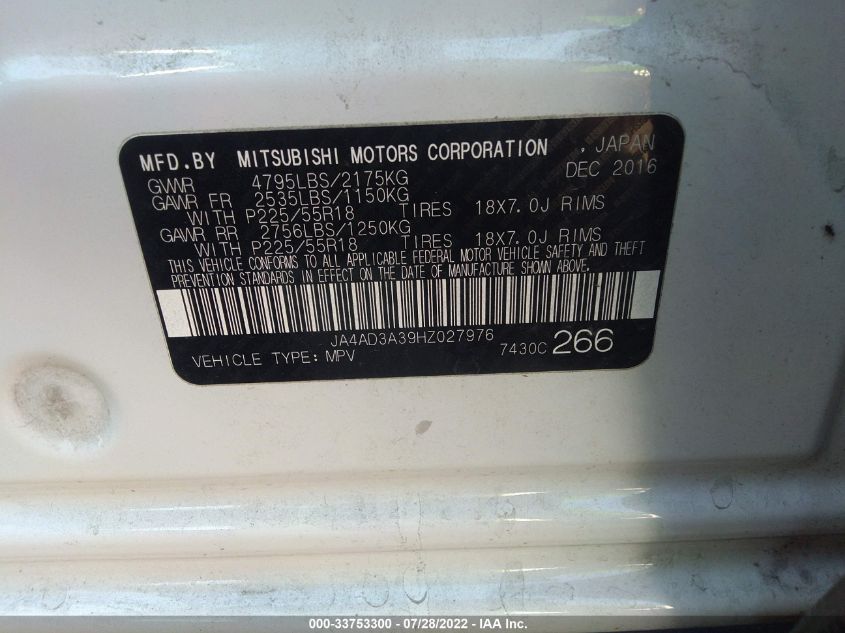 MFD.BY MITSUBISHI MOTORS CORPORATION , JAPAN
GVWR 4795LBS/2175KG DEC 2016
GAWR FR 2535LBS/1150KG
WITH P225/55R18 TIRES 18X7.0J RIMS
GAWR RR 2756LBS/1250KG
WITH P225/55R18 TIRES 18X7.0J RIMS
THIS VEHICLE CONFORMS TO ALL APPLICABLE FEDERAL MOTOR VEHICLE SAFETY AND THEFT
PREVENTION STANDARDS IN EFFECT ON THE DATE OF MANUFACTURE SHOWN ABOVE.
JA4AD3A39HZ027976
VEHICLE TYPE: MPV 7430C 266
000-33753300 - 07/28/2022 - IAA Inc.